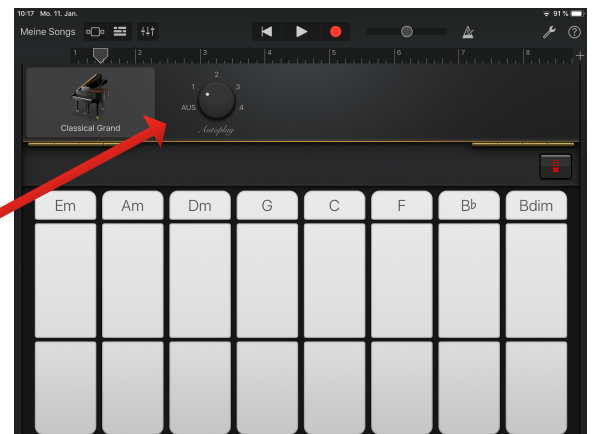 10:17 Mo. 11. Jan. 91 %
Meine Songs ?
1 2 3 4 5 6 7 8 +
2
1 3
AUS 4
Classical Grand Autoplay
Em Am Dm G C F B♭ Bdim